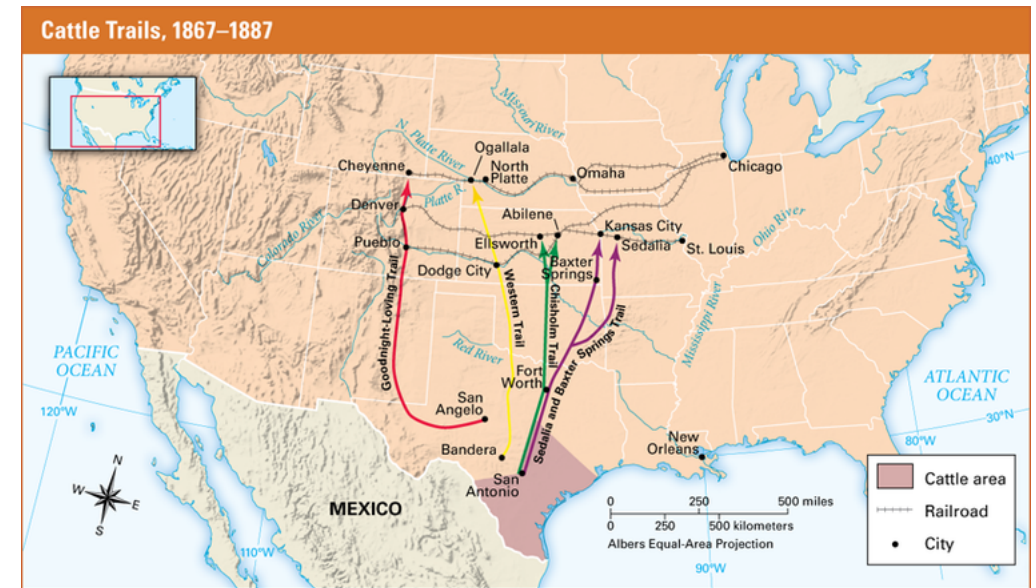 Cattle Trails, 1867–1887
Missouri River
N. Platte River
Ogallala
Cheyenne
North
Platte
Omaha
Chicago
40°N
Platte R.
Denver
Colorado River
Abilene
Kansas City
Ohio River
Pueblo
Ellsworth
Sedalia
St. Louis
Dodge City
Baxter
Springs
Goodnight-Loving Trail
Western Trail
Chisholm Trail
Sedalia and Baxter Springs Trail
Mississippi River
Red River
PACIFIC
OCEAN
ATLANTIC
OCEAN
Fort
Worth
San
Angelo
120°W
30°N
80°W
Bandera
New
Orleans
San
Antonio
N
W
E
S
MEXICO
110°W
90°W
0 250 500 miles
0 250 500 kilometers
Albers Equal-Area Projection
Cattle area
Railroad
City